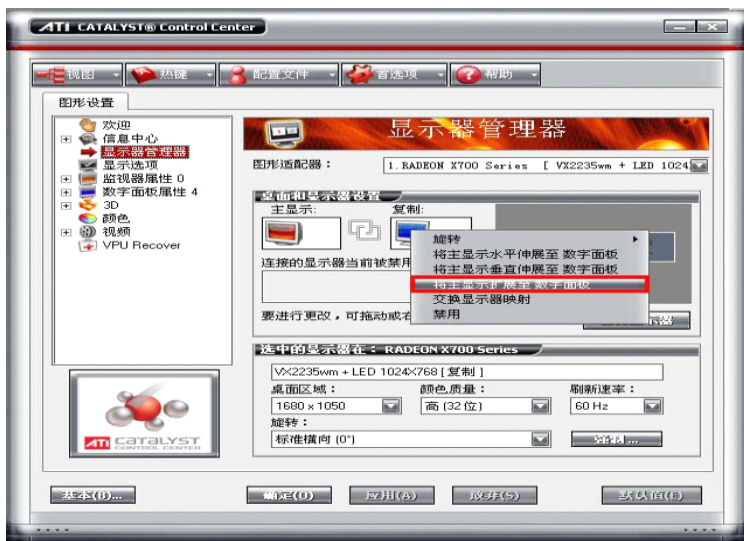 ATI CATALYST® Control Center
视图 热键 配置文件 首选项 帮助
图形设置
欢迎
信息中心
显示器管理器
显示选项
监视器属性 0
数字面板属性 4
3D
颜色
视频
VPU Recover
ATI CATALYST
CONTROL CENTER
显示器管理器
图形适配器： 1. RADEON X700 Series [ VX2235wm + LED 1024
桌面和显示器设置
主显示: 复制:
连接的显示器当前被禁用
要进行更改，可拖动或右
旋转
将主显示水平伸展至 数字面板
将主显示垂直伸展至 数字面板
将主显示扩展至 数字面板
交换显示器映射
禁用
选中的显示器在： RADEON X700 Series
VX2235wm + LED 1024X768 [ 复制 ]
桌面区域： 颜色质量： 刷新速率：
1680 x 1050 高 (32 位) 60 Hz
旋转：
标准横向 (0°)
基本(B)... 确定(O) 应用(A) 放弃(S) 默认值(E)